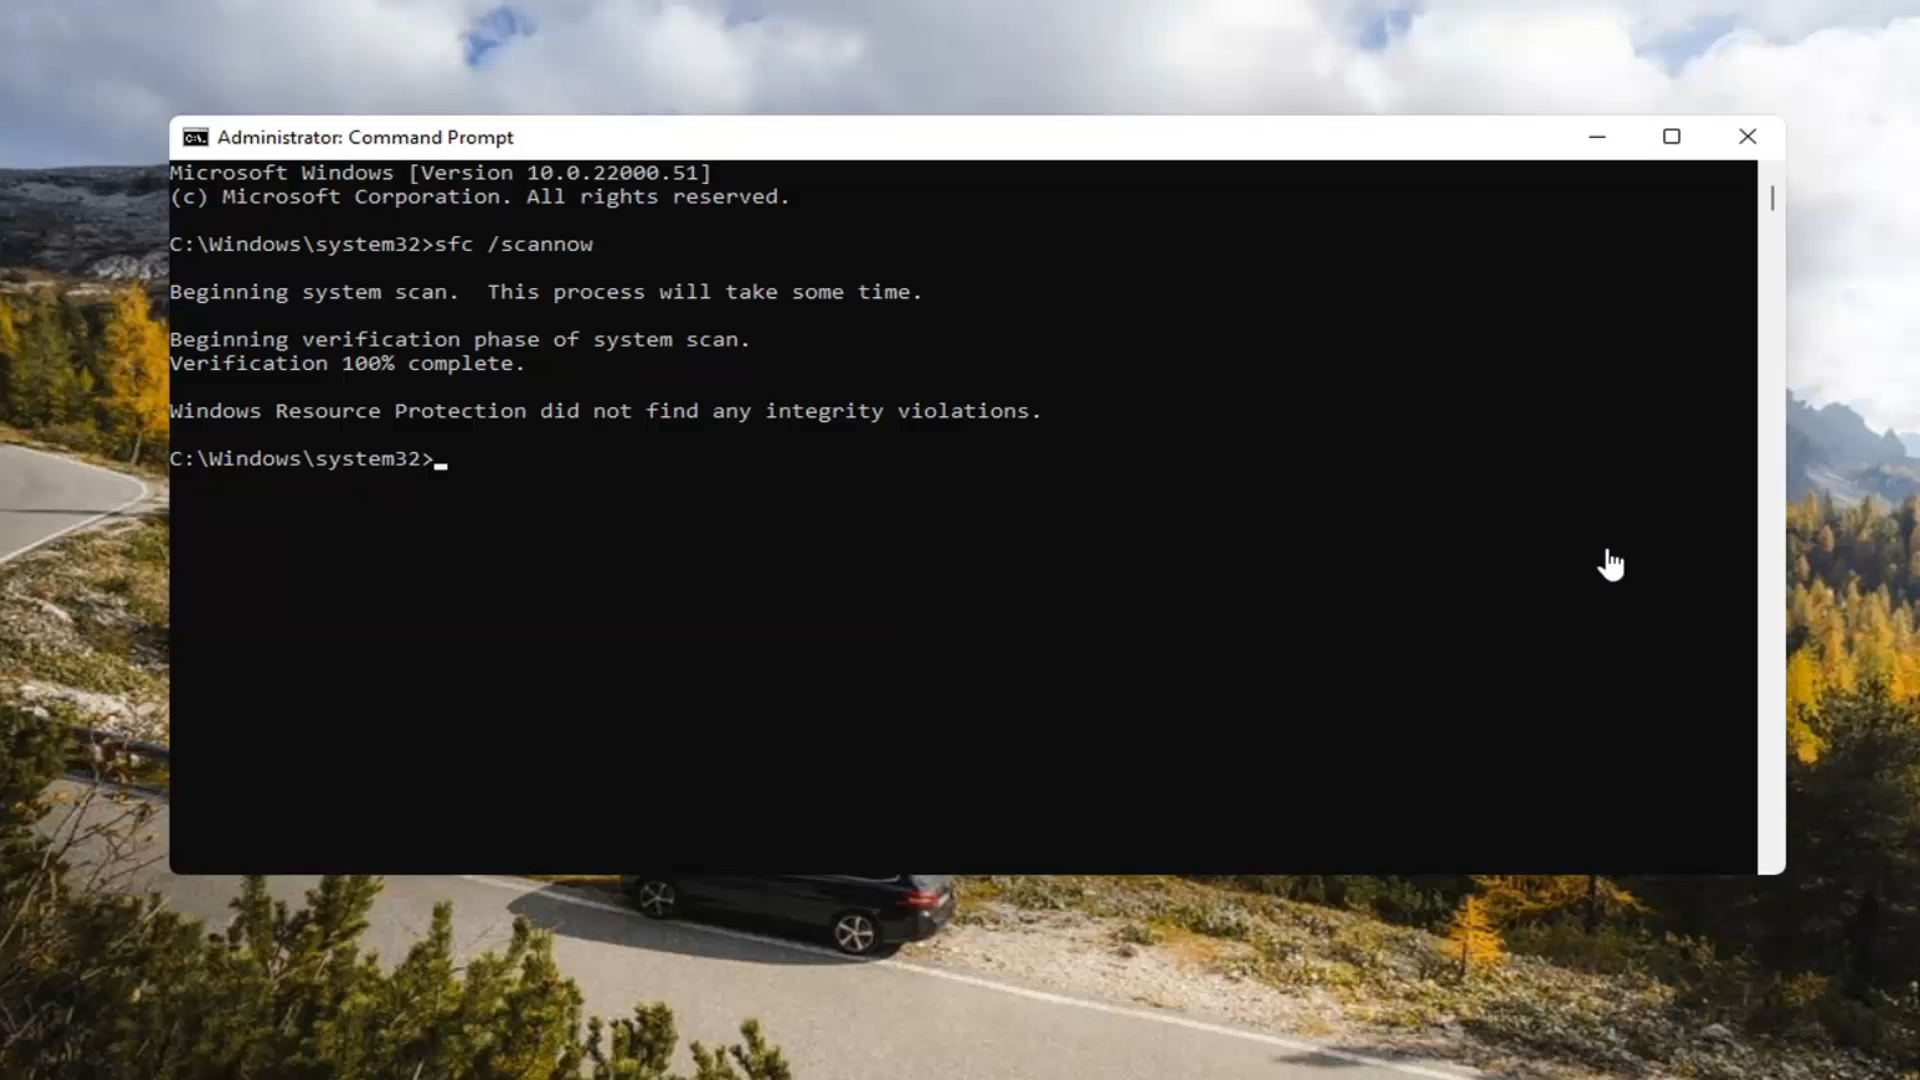 Administrator: Command Prompt
Microsoft Windows [Version 10.0.22000.51]
(c) Microsoft Corporation. All rights reserved.
C:\Windows\system32>sfc /scannow
Beginning system scan.  This process will take some time.
Beginning verification phase of system scan.
Verification 100% complete.
Windows Resource Protection did not find any integrity violations.
C:\Windows\system32>